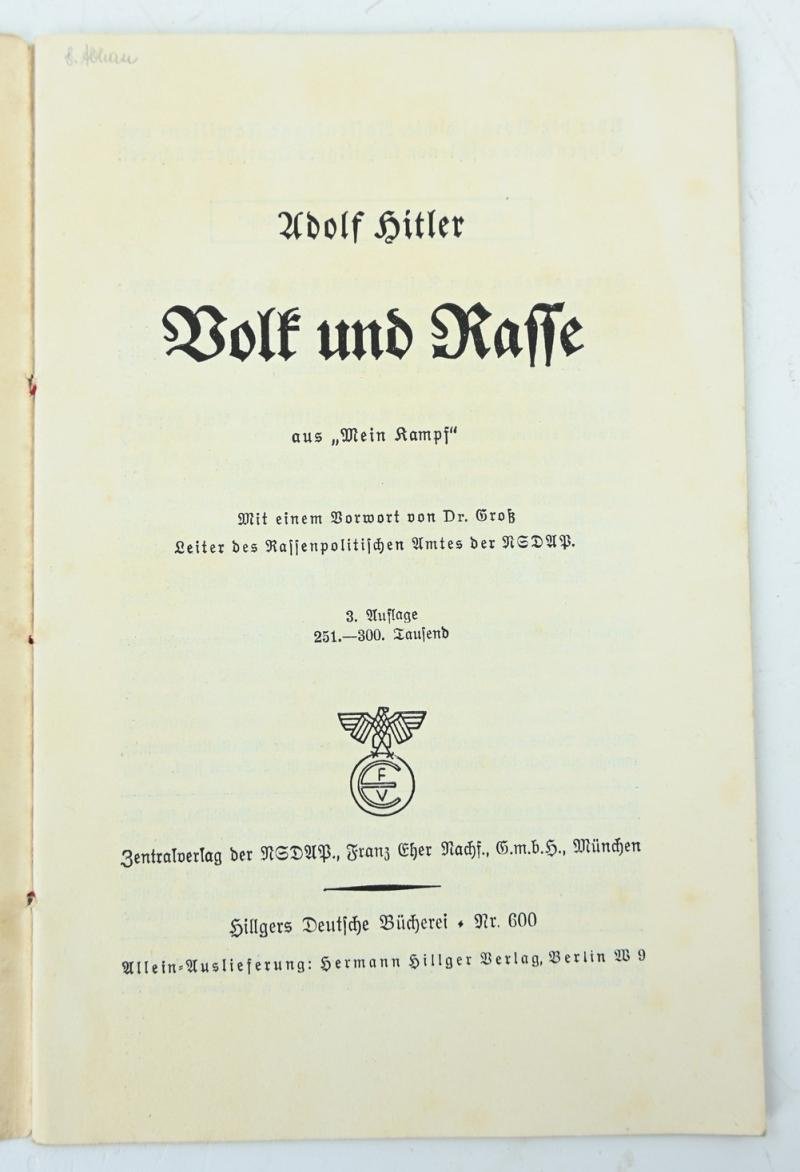 Adolf Hitler
Volk und Rasse
aus „Mein Kampf“
Mit einem Vorwort von Dr. Groß
Leiter des Rassenpolitischen Amtes der NSDAP.
3. Auflage
251.—300. Tausend
F
E
V
Zentralverlag der NSDAP., Franz Eher Nachf., G.m.b.H., München
Hillgers Deutsche Bücherei ⬧ Nr. 600
Allein-Auslieferung: Hermann Hillger Verlag, Berlin W 9